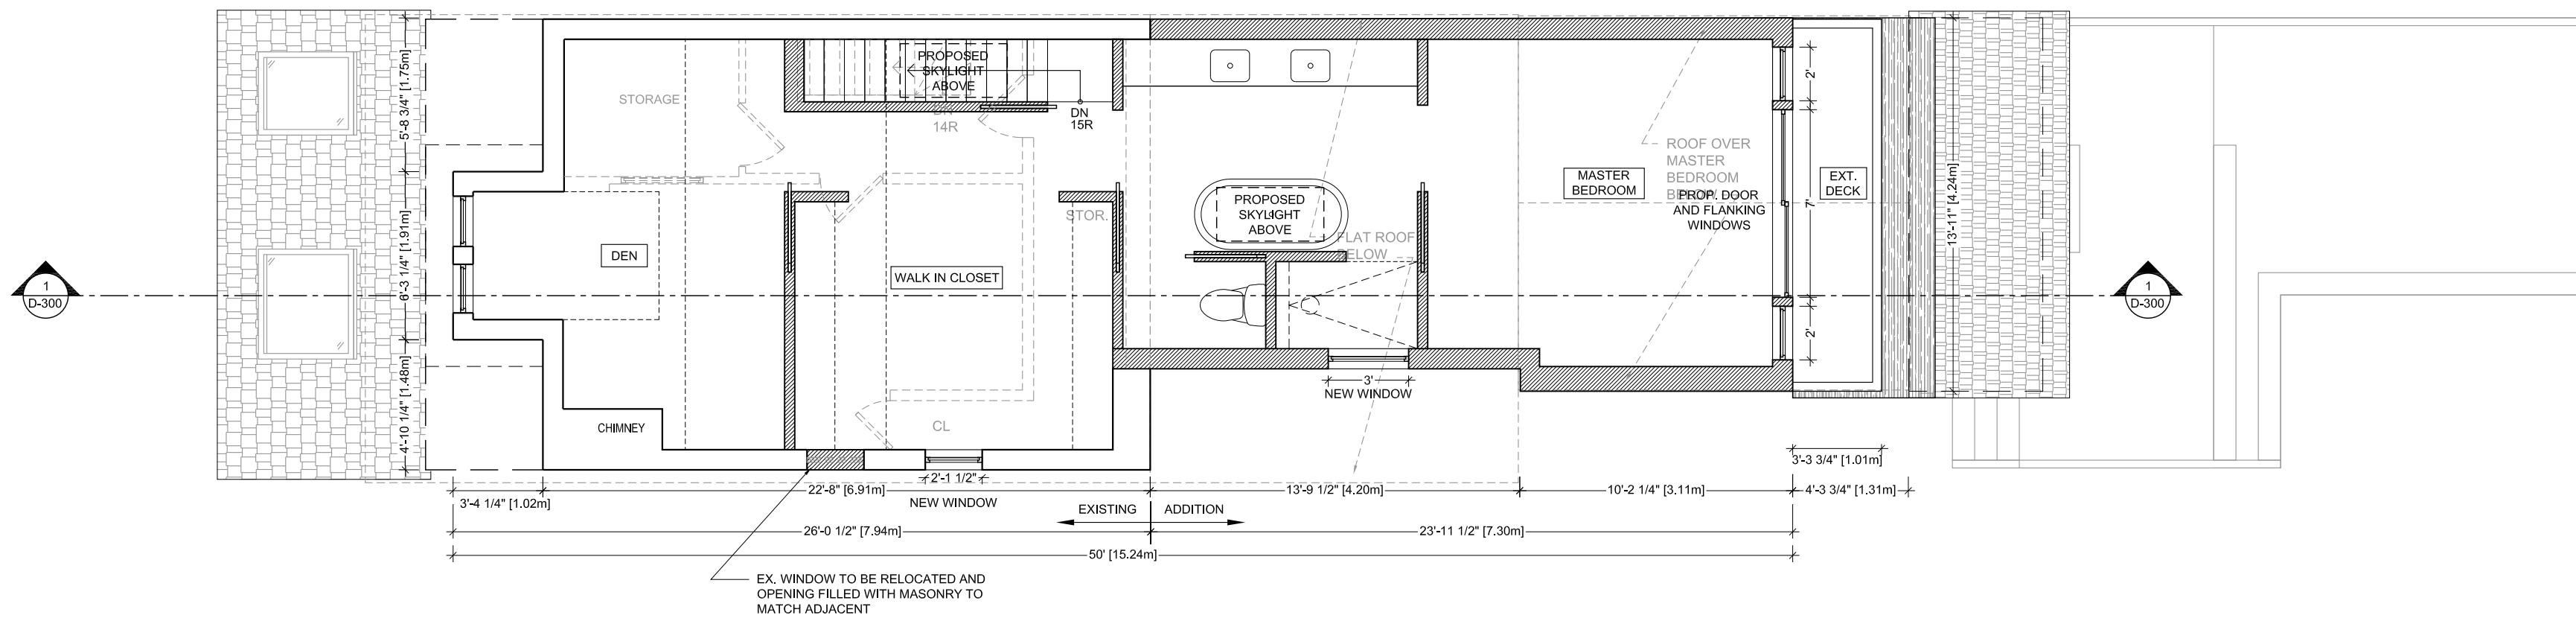 5'-8 3/4" [1.75m]
6'-3 1/4" [1.91m]
4'-10 1/4" [1.48m]
1
D-300
STORAGE
DEN
CHIMNEY
PROPOSED
SKYLIGHT
ABOVE
DN
14R
DN
15R
STOR.
WALK IN CLOSET
CL
PROPOSED
SKYLIGHT
ABOVE
FLAT ROOF
BELOW
3'
NEW WINDOW
MASTER
BEDROOM
ROOF OVER
MASTER
BEDROOM
PROP. DOOR
AND FLANKING
WINDOWS
2'
7'
2'
EXT.
DECK
13'-11" [4.24m]
1
D-300
3'-3 3/4" [1.01m]
2'-1 1/2"
NEW WINDOW
3'-4 1/4" [1.02m]
22'-8" [6.91m]
13'-9 1/2" [4.20m]
10'-2 1/4" [3.11m]
4'-3 3/4" [1.31m]
EXISTING
ADDITION
26'-0 1/2" [7.94m]
23'-11 1/2" [7.30m]
50' [15.24m]
EX. WINDOW TO BE RELOCATED AND
OPENING FILLED WITH MASONRY TO
MATCH ADJACENT